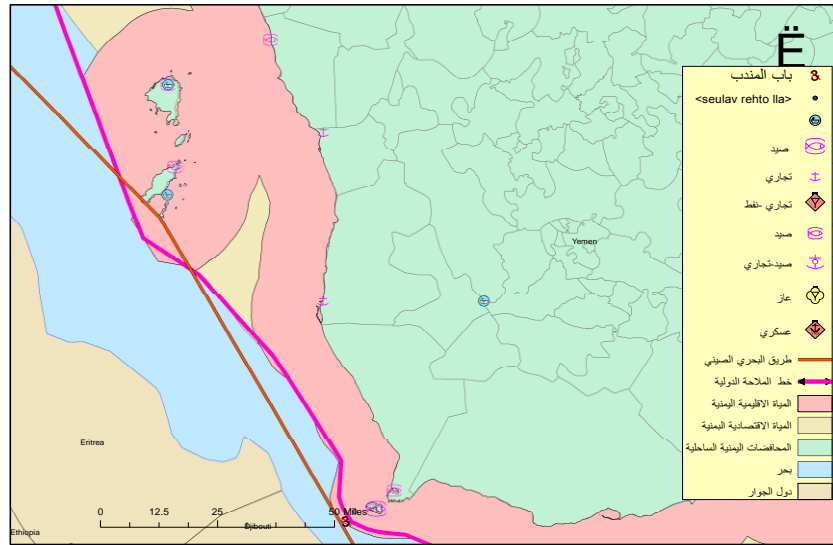 Ë
باب المندب
<seulav rehto lla>
صيد
تجاري
تجاري -نفط
صيد
صيد-تجاري
غاز
عسكري
طريق البحري الصيني
خط الملاحة الدولية
المياة الاقليمية اليمنية
المياة الاقتصادية اليمنية
المحافضات اليمنية الساحلية
بحر
دول الجوار
Yemen
Eritrea
0 12.5 25 50 Miles
3
Djibouti
Ethiopia